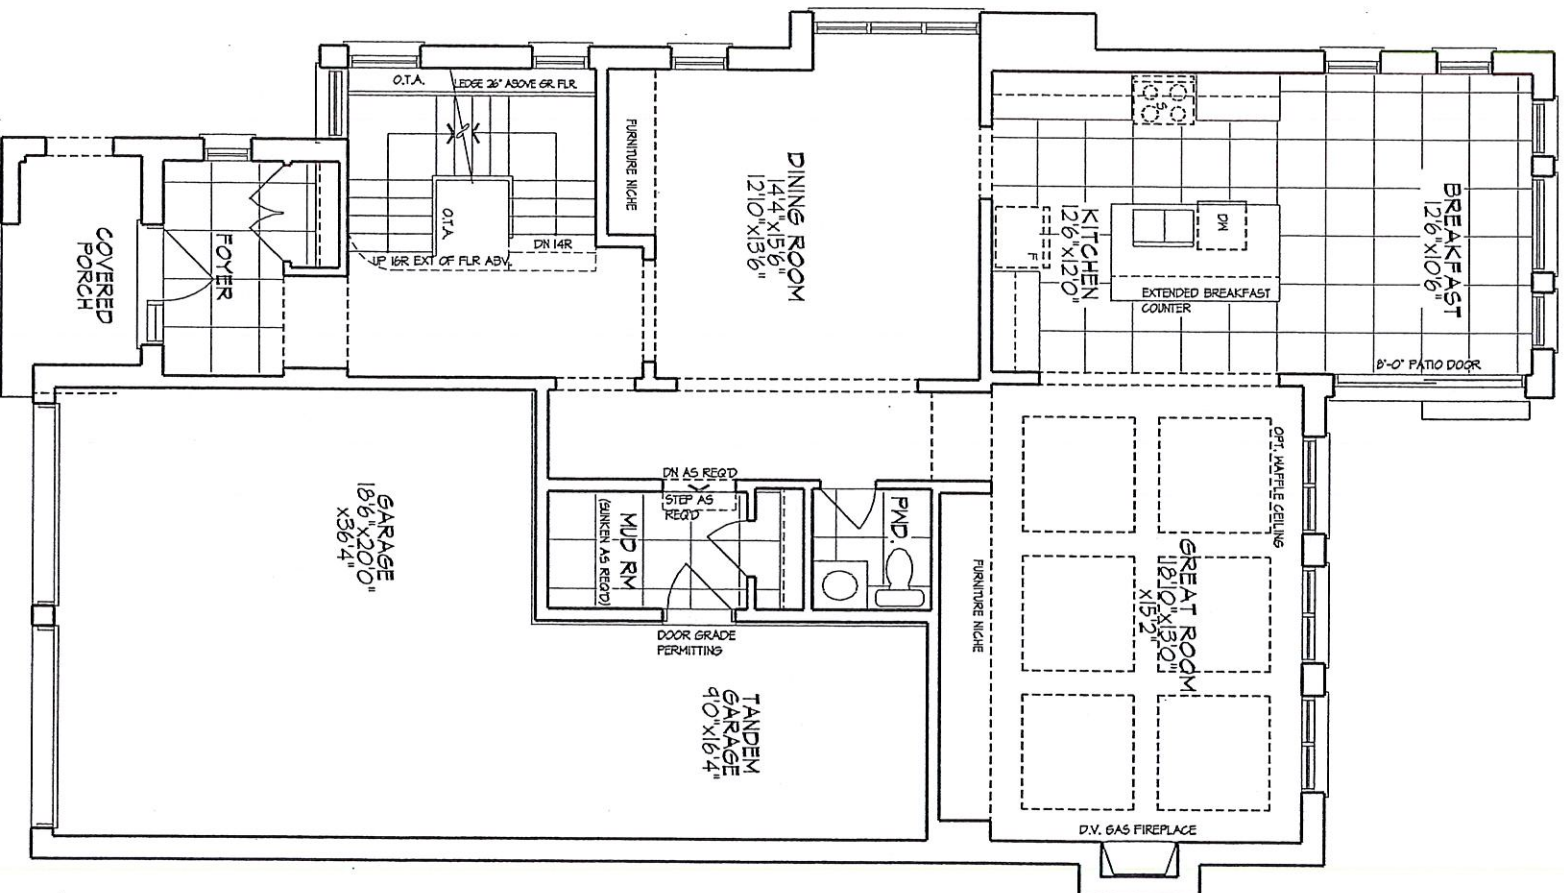 O.T.A.
LEDGE 26" ABOVE GR. FLR.
FURNITURE NICHE
DINING ROOM
14'4"x15'6"
12'10"x13'6"
S
BREAKFAST
12'6"x10'6"
KITCHEN
12'6"x12'0"
DW
F
EXTENDED BREAKFAST
COUNTER
8'-0" PATIO DOOR
O.T.A.
DN 14R
UP 16R EXT OF FLR ABV.
FOYER
COVERED
PORCH
GARAGE
18'6"x20'0"
x36'4"
DN AS REQ'D
STEP AS
REQ'D
MUD RM
(SUNKEN AS REQ'D)
PWD.
DOOR GRADE
PERMITTING
TANDEM
GARAGE
9'0"x16'4"
FURNITURE NICHE
OPT. WAFFLE CEILING
GREAT ROOM
18'10"x13'0"
x15'2"
D.V. GAS FIREPLACE